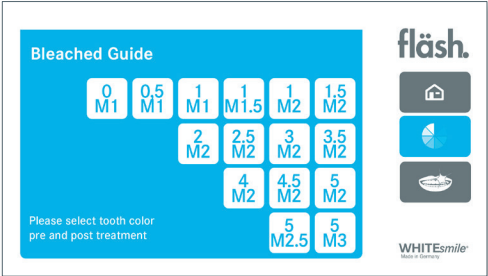 Bleached Guide
fläsh.
0 0,5 1 1 1 1.5
M1 M1 M1 M1.5 M2 M2
2 2.5 3 3.5
M2 M2 M2 M2
4 4.5 5
M2 M2 M2
5 5
M2.5 M3
Please select tooth color
pre and post treatment
WHITEsmile
Made in Germany